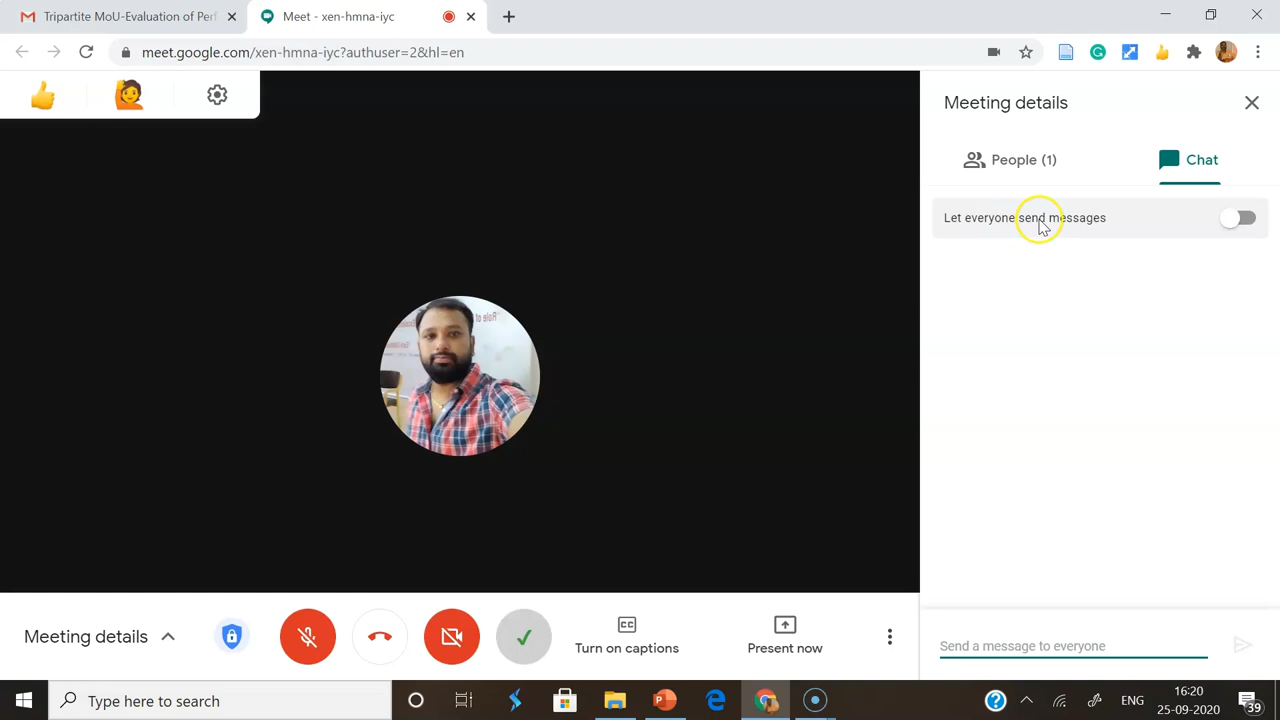 Tripartite MoU-Evaluation of Perf
Meet - xen-hmna-iyc
meet.google.com/xen-hmna-iyc?authuser=2&hl=en
Meeting details
People (1)
Chat
Let everyone send messages
Meeting details
CC
Turn on captions
Present now
Send a message to everyone
Type here to search
ENG
16:20
25-09-2020
39